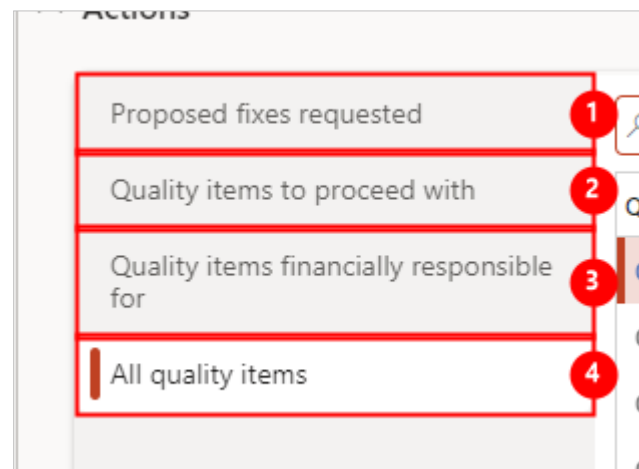 Actions
Proposed fixes requested
1
Quality items to proceed with
2
Quality items financially responsible
for
3
All quality items
4